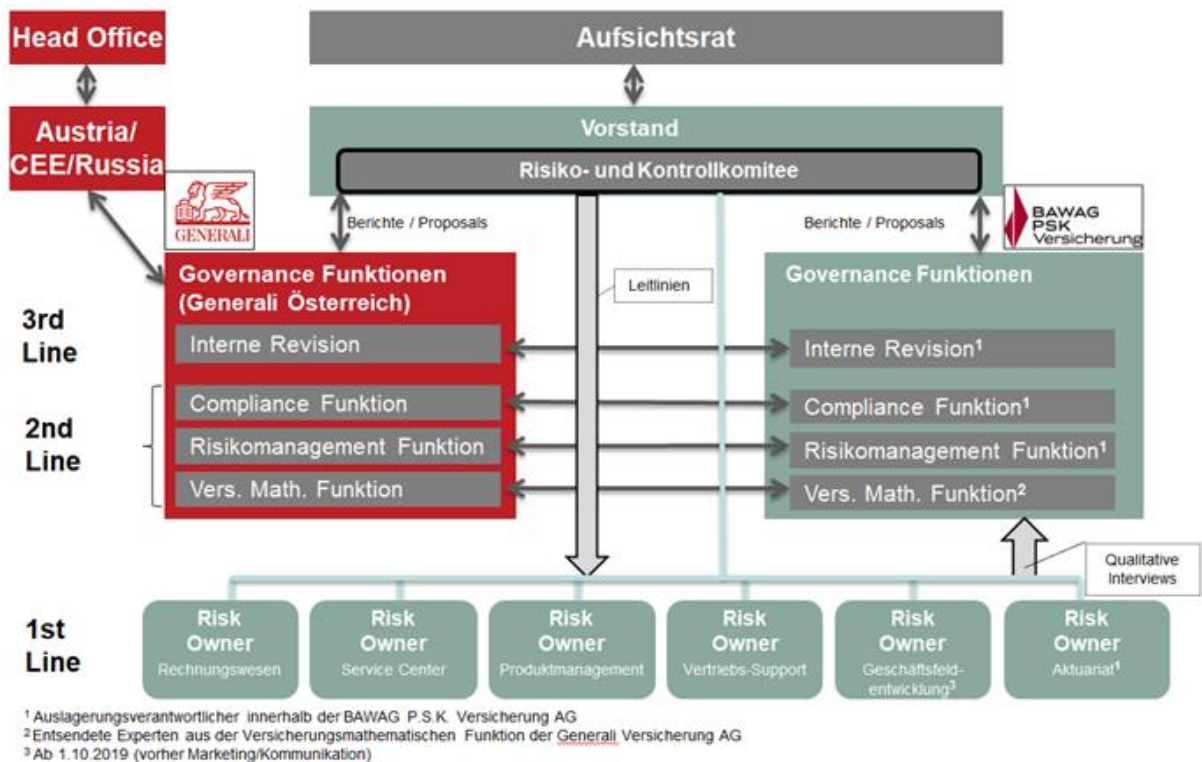 Head Office
Aufsichtsrat
Austria/
CEE/Russia
Vorstand
Risiko- und Kontrollkomitee
GENERALI
Berichte / Proposals
Berichte / Proposals
BAWAG
PSK
Versicherung
Governance Funktionen
(Generali Österreich)
Leitlinien
Governance Funktionen
3rd
Line
Interne Revision
Interne Revision¹
2nd
Line
Compliance Funktion
Compliance Funktion¹
Risikomanagement Funktion
Risikomanagement Funktion¹
Vers. Math. Funktion
Vers. Math. Funktion²
Qualitative
Interviews
1st
Line
Risk
Owner
Rechnungswesen
Risk
Owner
Service Center
Risk
Owner
Produktmanagement
Risk
Owner
Vertriebs-Support
Risk
Owner
Geschäftsfeld-
entwicklung³
Risk
Owner
Aktuariat¹
¹ Auslagerungsverantwortlicher innerhalb der BAWAG P.S.K. Versicherung AG
² Entsendete Experten aus der Versicherungsmathematischen Funktion der Generali Versicherung AG
³ Ab 1.10.2019 (vorher Marketing/Kommunikation)